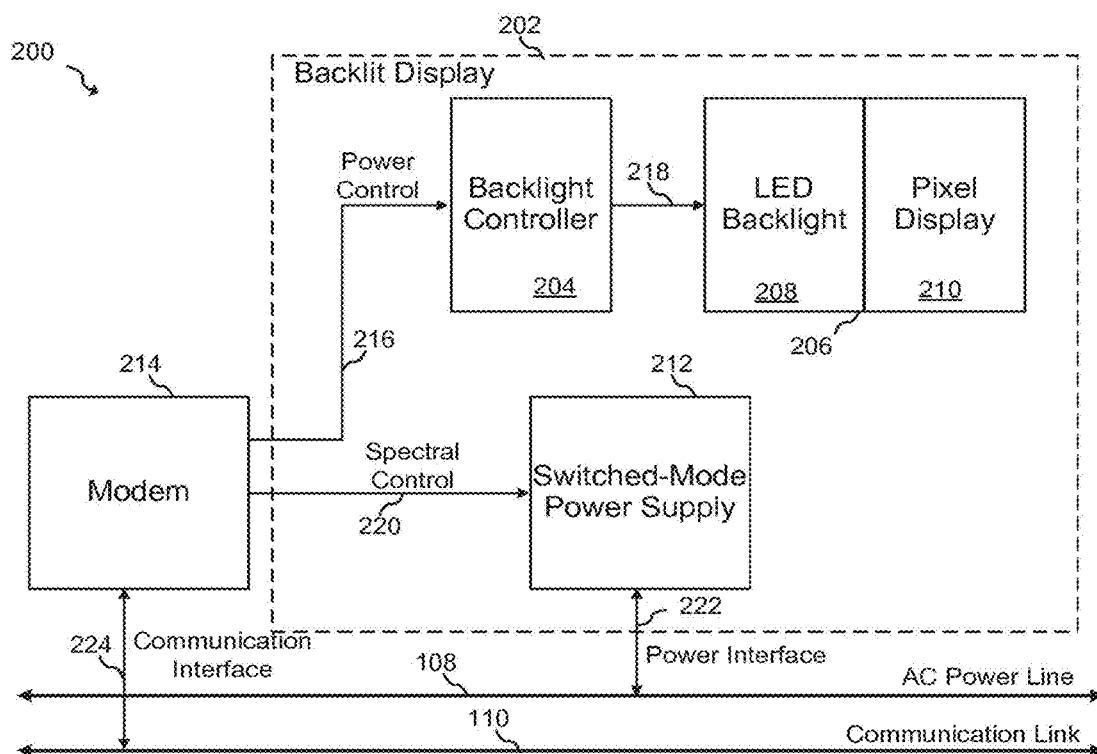 202
200
Backlit Display
Power
Control
Backlight
Controller
204
218
LED
Backlight
208
Pixel
Display
210
206
216
214
Modem
212
Spectral
Control
220
Switched-Mode
Power Supply
222
224
Communication
Interface
Power Interface
108
AC Power Line
110
Communication Link